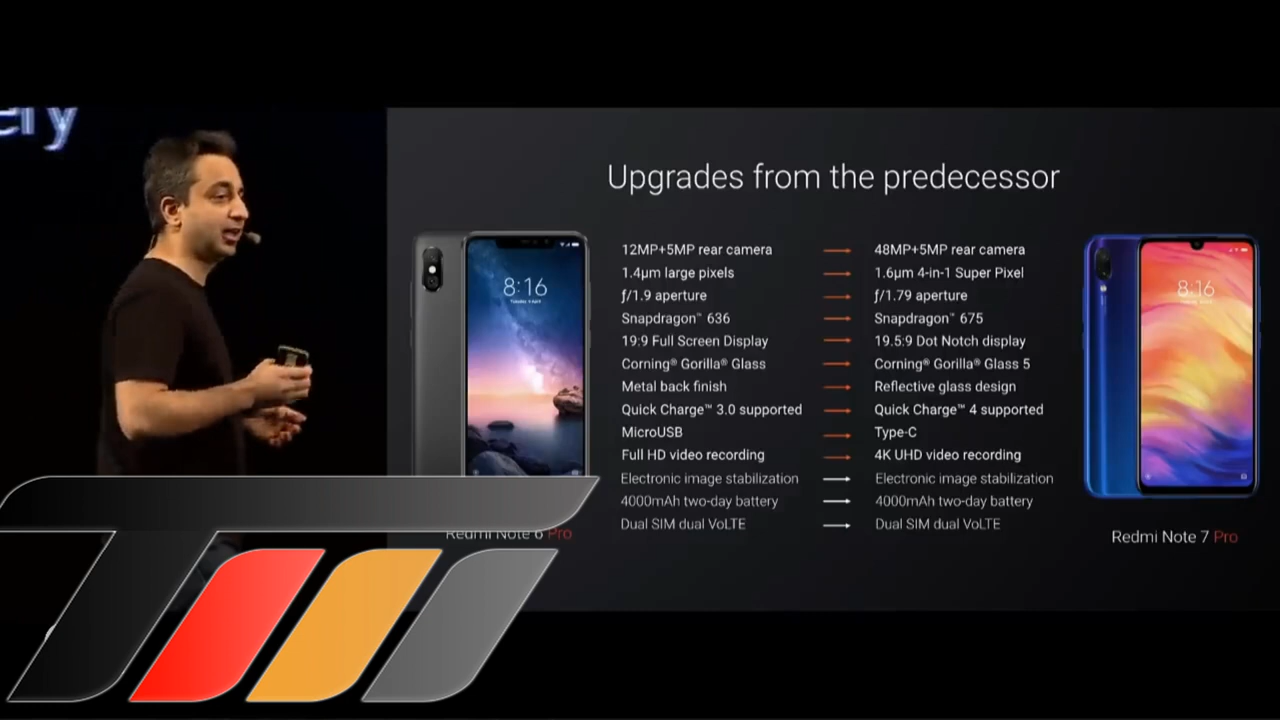 Upgrades from the predecessor
12MP+5MP rear camera → 48MP+5MP rear camera
1.4µm large pixels → 1.6µm 4-in-1 Super Pixel
ƒ/1.9 aperture → ƒ/1.79 aperture
Snapdragon™ 636 → Snapdragon™ 675
19:9 Full Screen Display → 19.5:9 Dot Notch display
Corning® Gorilla® Glass → Corning® Gorilla® Glass 5
Metal back finish → Reflective glass design
Quick Charge™ 3.0 supported → Quick Charge™ 4 supported
MicroUSB → Type-C
Full HD video recording → 4K UHD video recording
Electronic image stabilization → Electronic image stabilization
4000mAh two-day battery → 4000mAh two-day battery
Dual SIM dual VoLTE → Dual SIM dual VoLTE
8:16
8:16
Redmi Note 6 Pro
Redmi Note 7 Pro